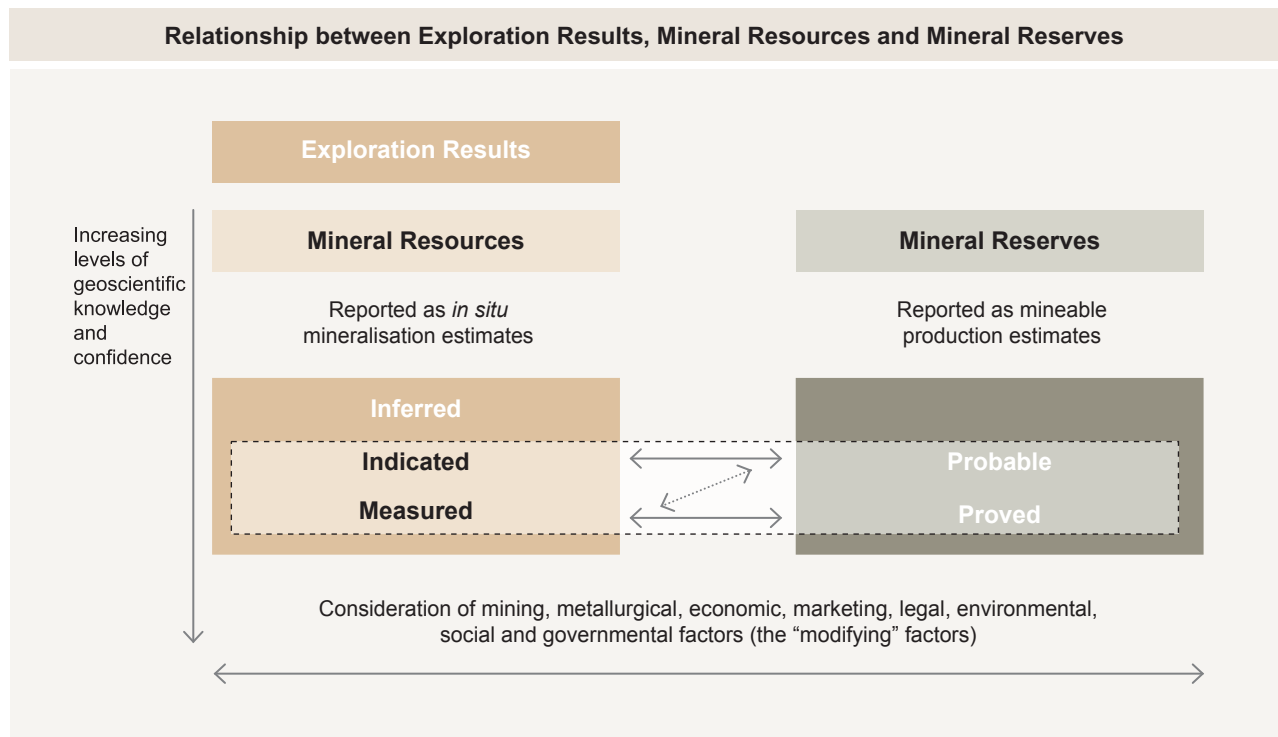 Relationship between Exploration Results, Mineral Resources and Mineral Reserves
Exploration Results
Increasing
levels of
geoscientific
knowledge
and
confidence
Mineral Resources
Mineral Reserves
Reported as in situ
mineralisation estimates
Reported as mineable
production estimates
Inferred
Indicated
Measured
Probable
Proved
Consideration of mining, metallurgical, economic, marketing, legal, environmental,
social and governmental factors (the “modifying” factors)